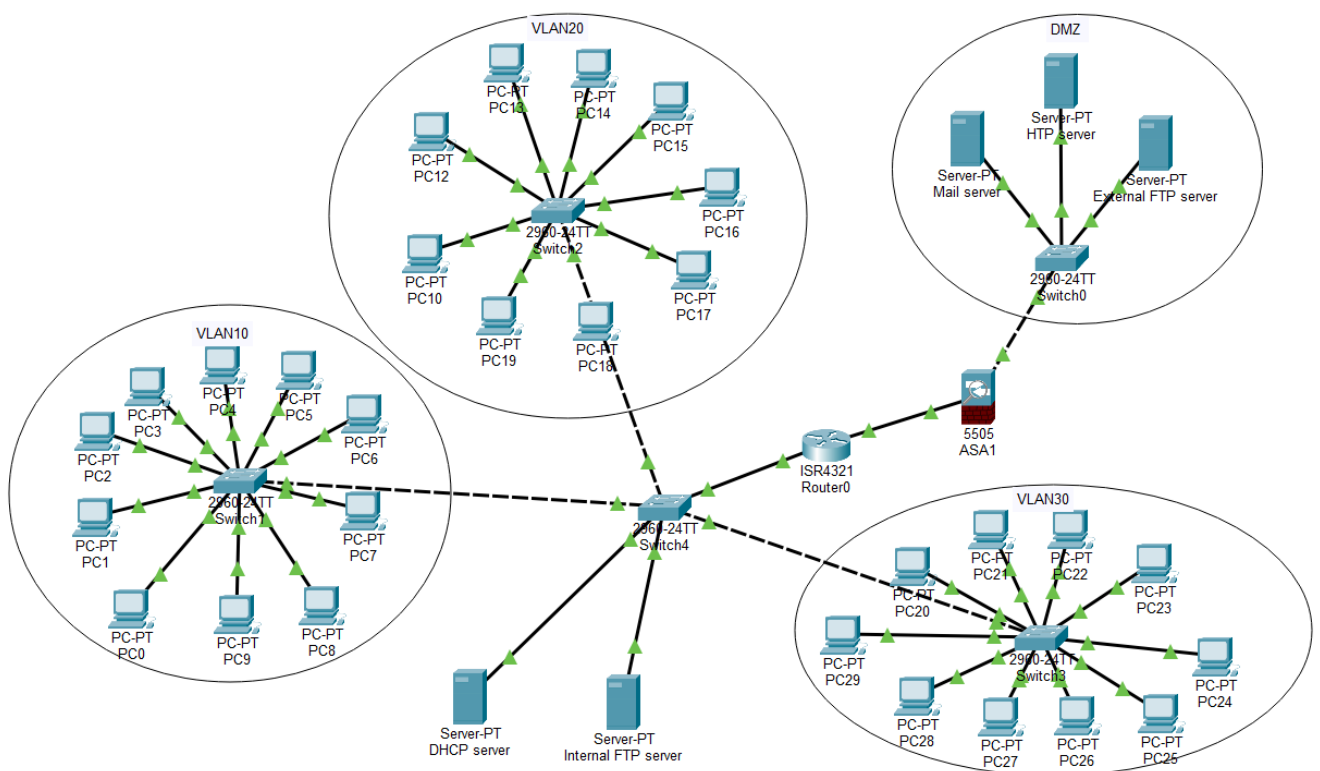 VLAN20
PC-PT
PC13
PC-PT
PC14
PC-PT
PC15
PC-PT
PC12
PC-PT
PC16
2960-24TT
Switch2
PC-PT
PC10
PC-PT
PC17
PC-PT
PC19
PC-PT
PC18
DMZ
Server-PT
HTP server
Server-PT
Mail server
Server-PT
External FTP server
2960-24TT
Switch0
5505
ASA1
ISR4321
Router0
VLAN10
PC-PT
PC4
PC-PT
PC5
PC-PT
PC3
PC-PT
PC6
PC-PT
PC2
2960-24TT
Switch1
PC-PT
PC1
PC-PT
PC7
PC-PT
PC0
PC-PT
PC9
PC-PT
PC8
2960-24TT
Switch4
Server-PT
DHCP server
Server-PT
Internal FTP server
VLAN30
PC-PT
PC21
PC-PT
PC22
PC-PT
PC20
PC-PT
PC23
PC-PT
PC29
2960-24TT
Switch3
PC-PT
PC24
PC-PT
PC28
PC-PT
PC27
PC-PT
PC26
PC-PT
PC25